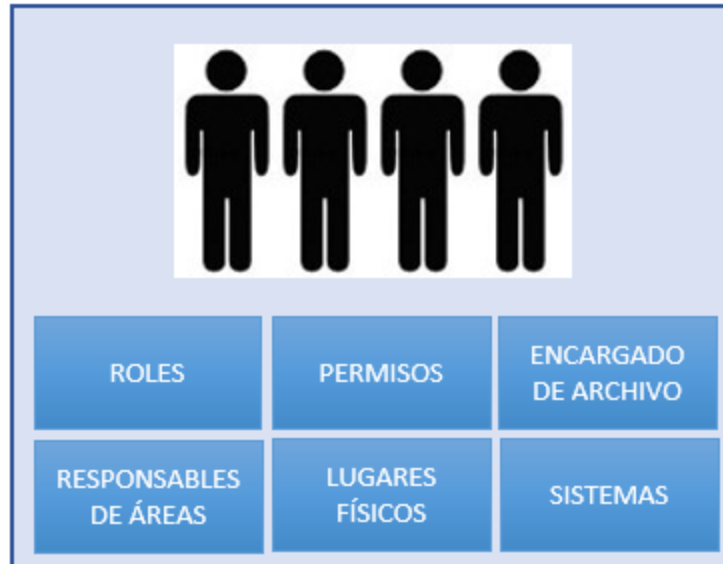 ROLES
PERMISOS
ENCARGADO
DE ARCHIVO
RESPONSABLES
DE ÁREAS
LUGARES
FÍSICOS
SISTEMAS